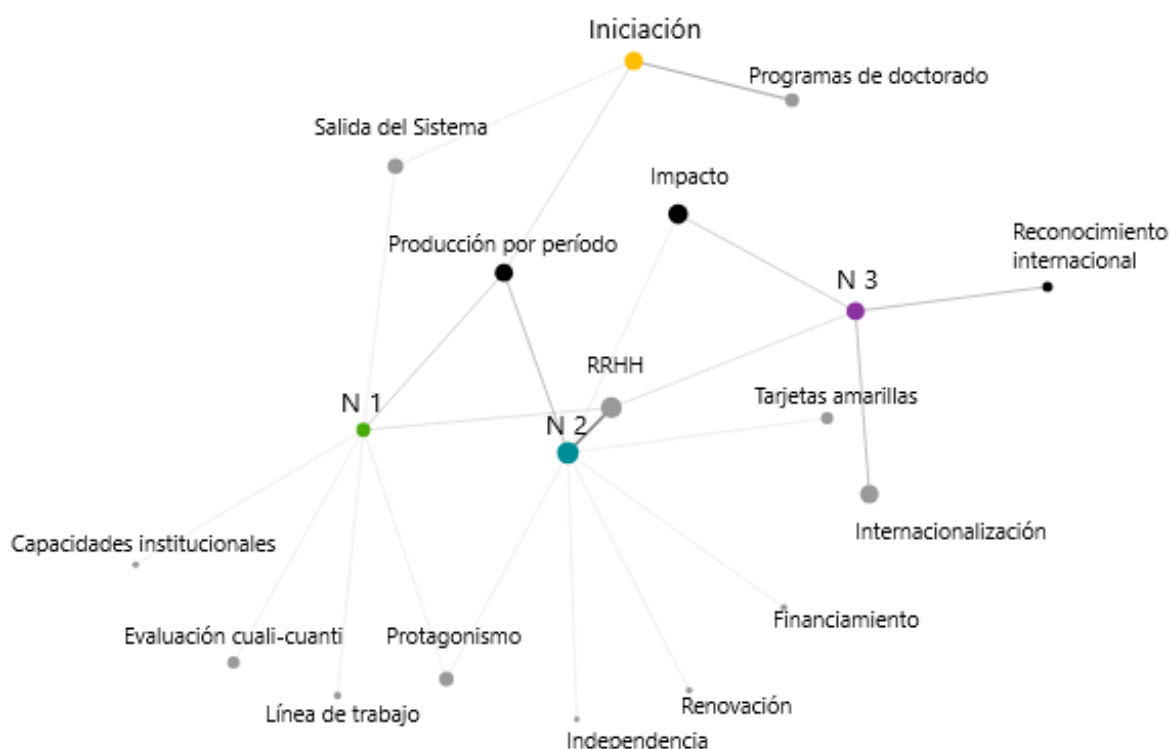 Iniciación
Programas de doctorado
Salida del Sistema
Impacto
Producción por período
Reconocimiento
internacional
N 3
RRHH
Tarjetas amarillas
N 1
N 2
Internacionalización
Capacidades institucionales
Financiamiento
Evaluación cuali-cuanti
Protagonismo
Línea de trabajo
Renovación
Independencia